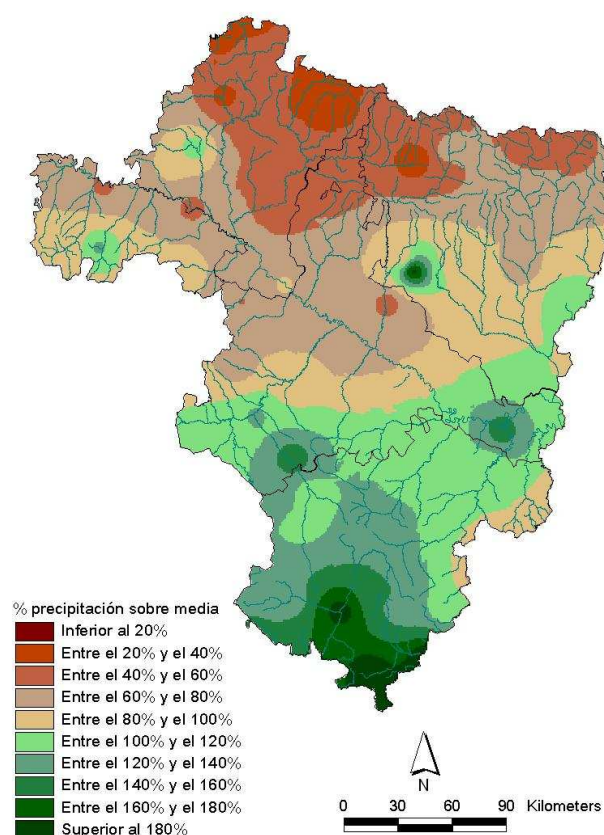 % precipitación sobre media
Inferior al 20%
Entre el 20% y el 40%
Entre el 40% y el 60%
Entre el 60% y el 80%
Entre el 80% y el 100%
Entre el 100% y el 120%
Entre el 120% y el 140%
Entre el 140% y el 160%
Entre el 160% y el 180%
Superior al 180%
N
0 30 60 90 Kilometers